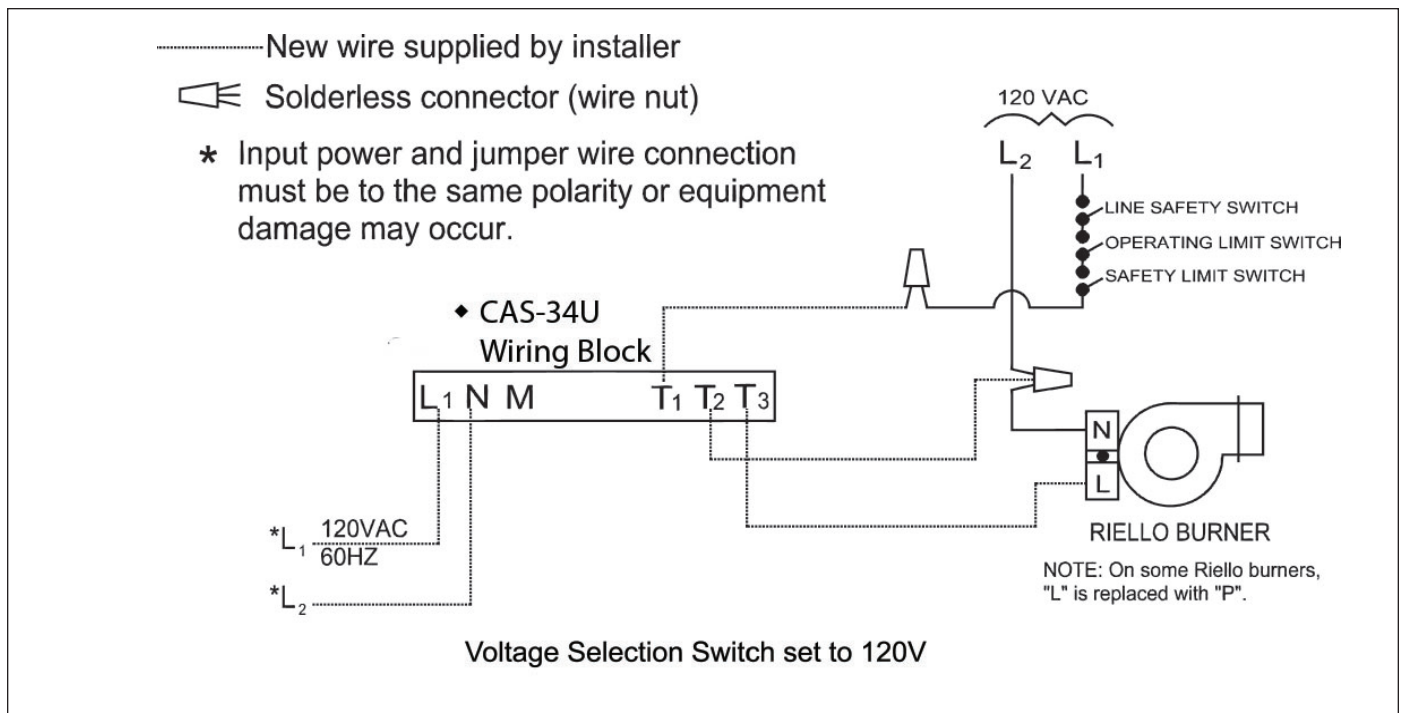 New wire supplied by installer
Solderless connector (wire nut)
* Input power and jumper wire connection
must be to the same polarity or equipment
damage may occur.
120 VAC
L2 L1
LINE SAFETY SWITCH
OPERATING LIMIT SWITCH
SAFETY LIMIT SWITCH
◆ CAS-34U
Wiring Block
L1 N M T1 T2 T3
N
L
*L1 120VAC
60HZ
*L2
RIELLO BURNER
NOTE: On some Riello burners,
"L" is replaced with "P".
Voltage Selection Switch set to 120V